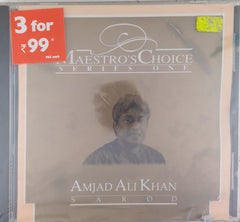 3 for
₹99*
MAESTRO'S CHOICE
SERIES ONE
AMJAD ALI KHAN
SAROD